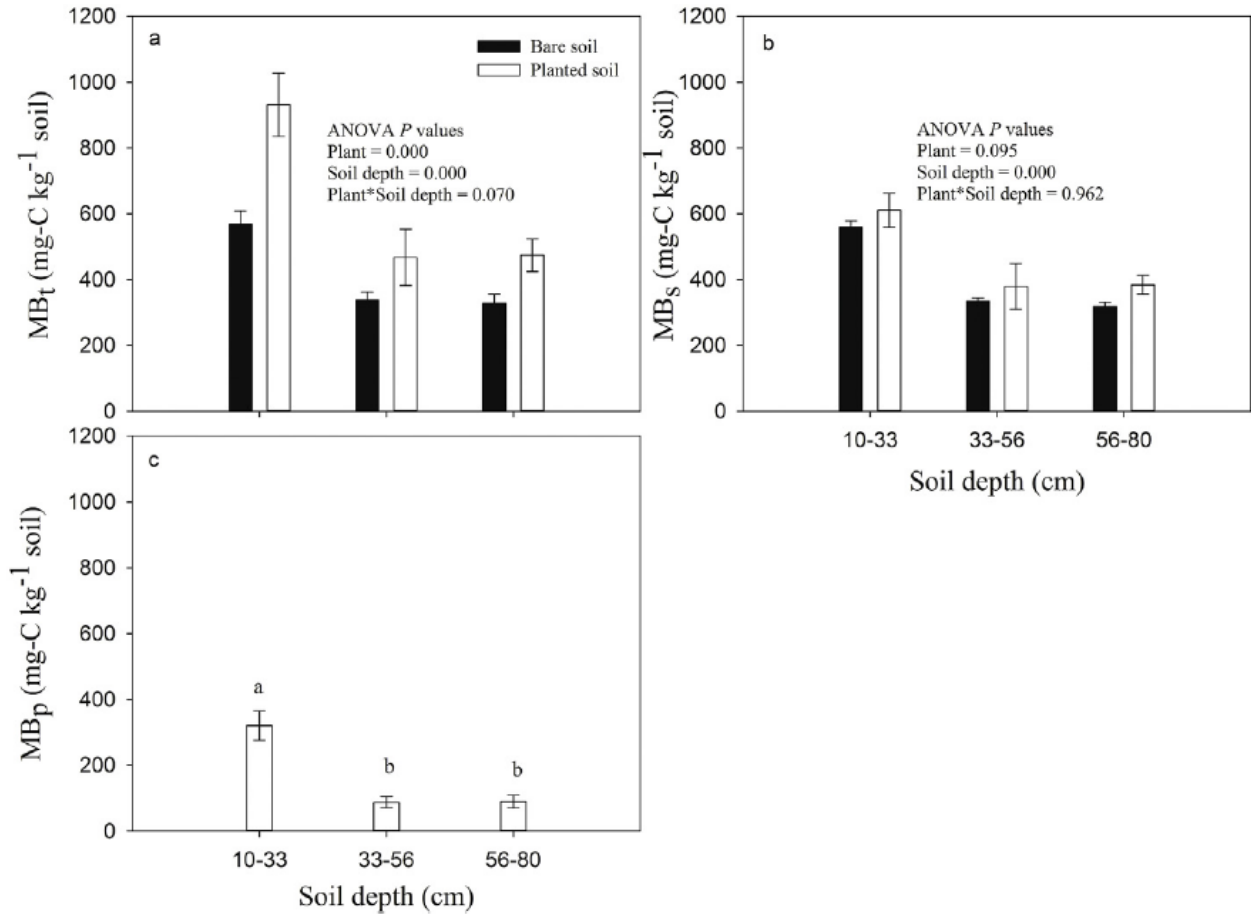 a
1200
1000
800
600
400
200
0
MBt (mg-C kg-1 soil)
Bare soil
Planted soil
ANOVA P values
Plant = 0.000
Soil depth = 0.000
Plant*Soil depth = 0.070
b
1200
1000
800
600
400
200
0
MBs (mg-C kg-1 soil)
ANOVA P values
Plant = 0.095
Soil depth = 0.000
Plant*Soil depth = 0.962
10-33 33-56 56-80
Soil depth (cm)
c
1200
1000
800
600
400
200
0
MBp (mg-C kg-1 soil)
a
b b
10-33 33-56 56-80
Soil depth (cm)